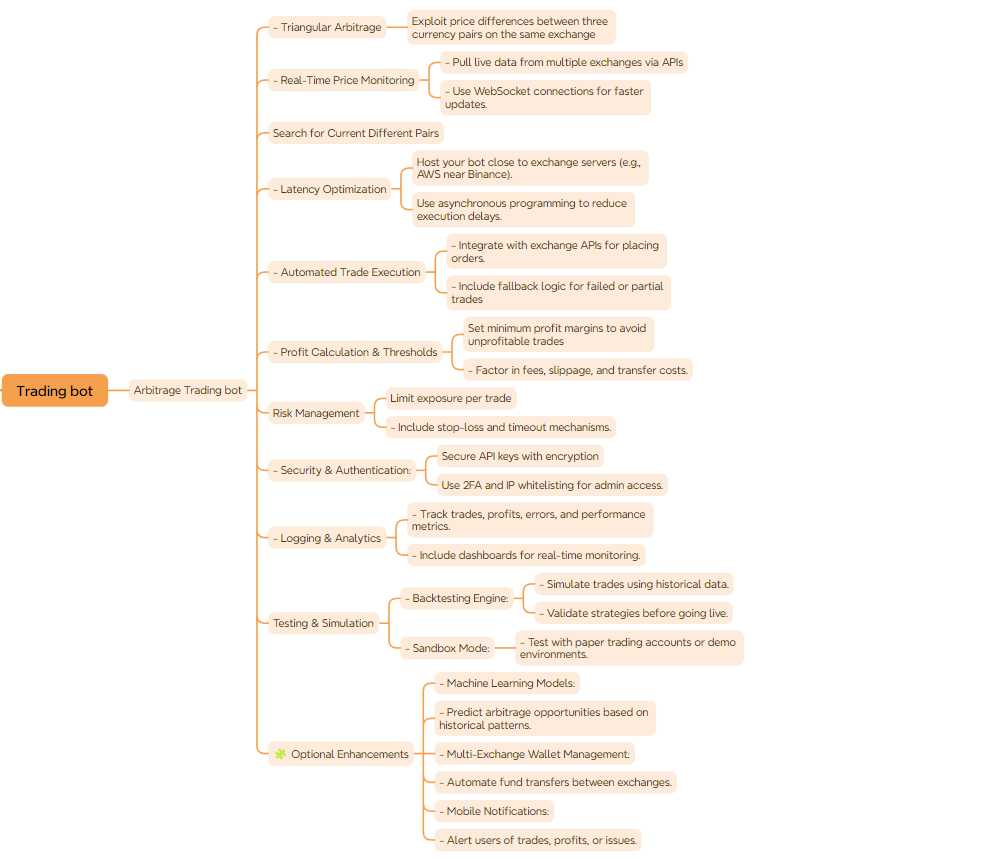 - Triangular Arbitrage
Exploit price differences between three
currency pairs on the same exchange
- Real-Time Price Monitoring
- Pull live data from multiple exchanges via APIs
- Use WebSocket connections for faster
updates.
Search for Current Different Pairs
- Latency Optimization
Host your bot close to exchange servers (e.g.,
AWS near Binance).
Use asynchronous programming to reduce
execution delays.
- Automated Trade Execution
- Integrate with exchange APIs for placing
orders.
- Include fallback logic for failed or partial
trades
- Profit Calculation & Thresholds
Set minimum profit margins to avoid
unprofitable trades
- Factor in fees, slippage, and transfer costs.
Trading bot
Arbitrage Trading bot
Risk Management
Limit exposure per trade
- Include stop-loss and timeout mechanisms.
- Security & Authentication:
Secure API keys with encryption
Use 2FA and IP whitelisting for admin access.
- Logging & Analytics
- Track trades, profits, errors, and performance
metrics.
- Include dashboards for real-time monitoring.
Testing & Simulation
- Backtesting Engine:
- Simulate trades using historical data.
- Validate strategies before going live.
- Sandbox Mode:
- Test with paper trading accounts or demo
environments.
Optional Enhancements
- Machine Learning Models:
- Predict arbitrage opportunities based on
historical patterns.
- Multi-Exchange Wallet Management:
- Automate fund transfers between exchanges.
- Mobile Notifications:
- Alert users of trades, profits, or issues.